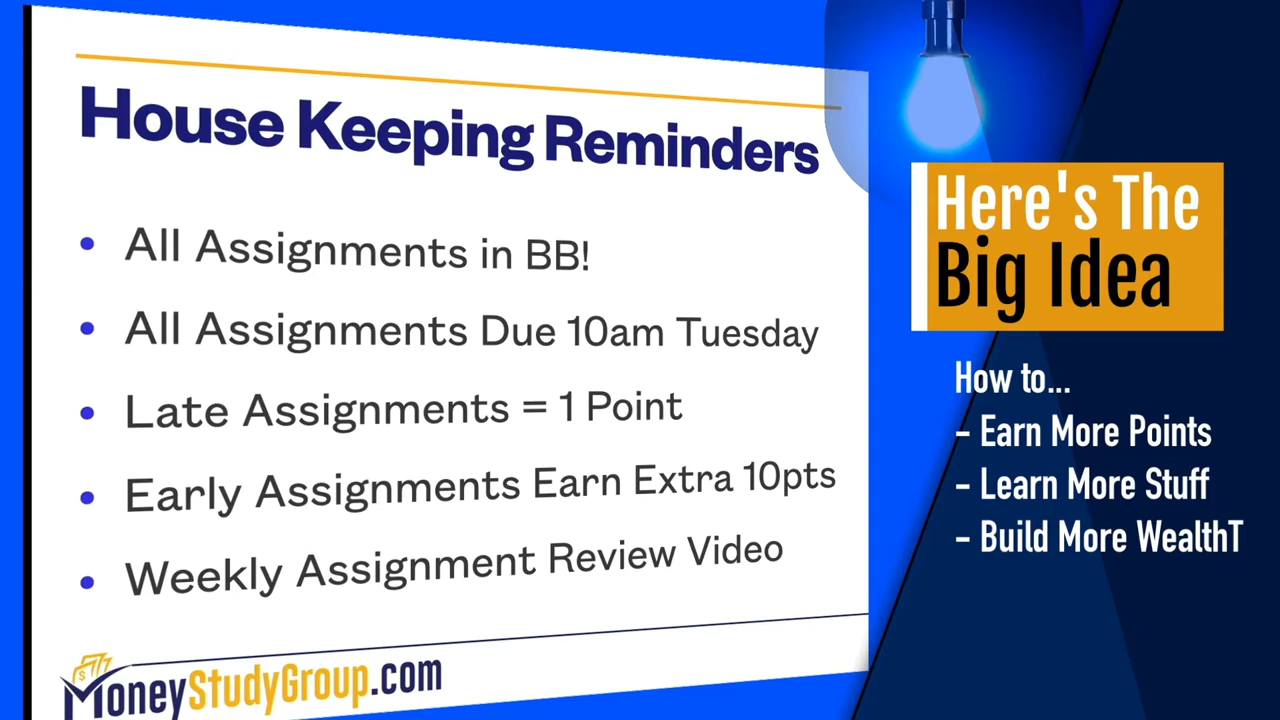 House Keeping Reminders
• All Assignments in BB!
• All Assignments Due 10am Tuesday
• Late Assignments = 1 Point
• Early Assignments Earn Extra 10pts
• Weekly Assignment Review Video
$
MoneyStudyGroup.com
Here's The
Big Idea
How to...
- Earn More Points
- Learn More Stuff
- Build More WealthT